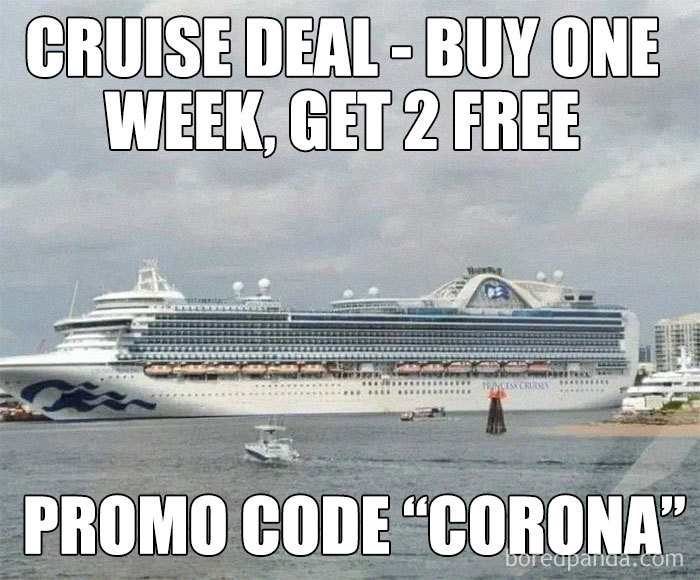 CRUISE DEAL - BUY ONE
WEEK, GET 2 FREE
PRINCESS CRUISES
PROMO CODE “CORONA”
boredpanda.com